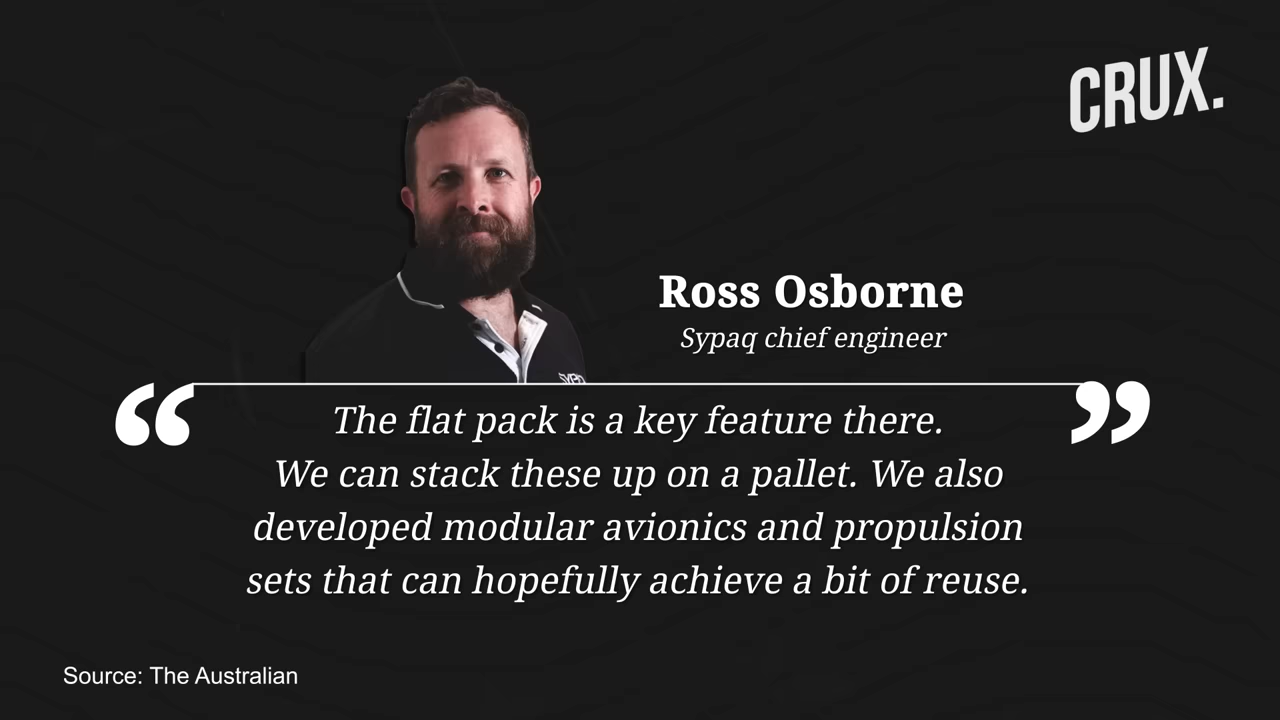 CRUX.
Ross Osborne
Sypaq chief engineer
“
”
The flat pack is a key feature there.
We can stack these up on a pallet. We also
developed modular avionics and propulsion
sets that can hopefully achieve a bit of reuse.
Source: The Australian